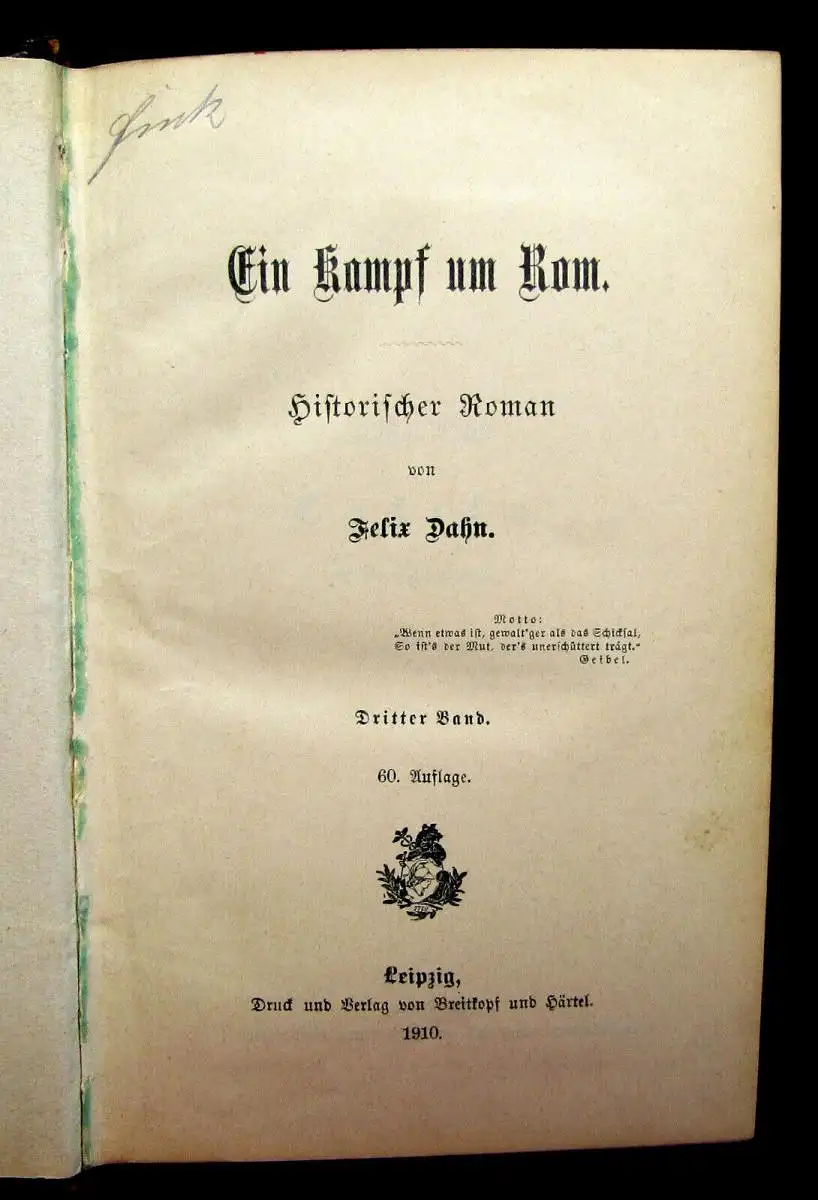 Fink
Ein Kampf um Rom.
Historischer Roman
von
Felix Dahn.
Motto:
„Wenn etwas ist, gewalt'ger als das Schicksal,
So ist's der Mut, der's unerschüttert trägt."
Geibel.
Dritter Band.
60. Auflage.
Leipzig,
Druck und Verlag von Breitkopf und Härtel.
1910.